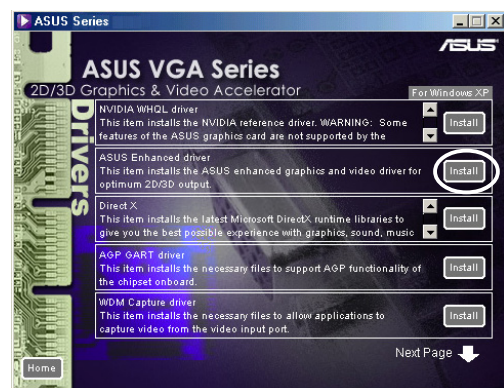 ASUS Series
ASUS
ASUS VGA Series
2D/3D Graphics & Video Accelerator
For Windows XP
Drivers
NVIDIA WHQL driver
This item installs the NVIDIA reference driver. WARNING: Some
features of the ASUS graphics card are not supported by the
Install
ASUS Enhanced driver
This item installs the ASUS enhanced graphics and video driver for
optimum 2D/3D output.
Install
Direct X
This item installs the latest Microsoft DirectX runtime libraries to
give you the best possible experience with graphics, sound, music
Install
AGP GART driver
This item installs the necessary files to support AGP functionality of
the chipset onboard.
Install
WDM Capture driver
This item installs the necessary files to allow applications to
capture video from the video input port.
Install
Next Page
Home